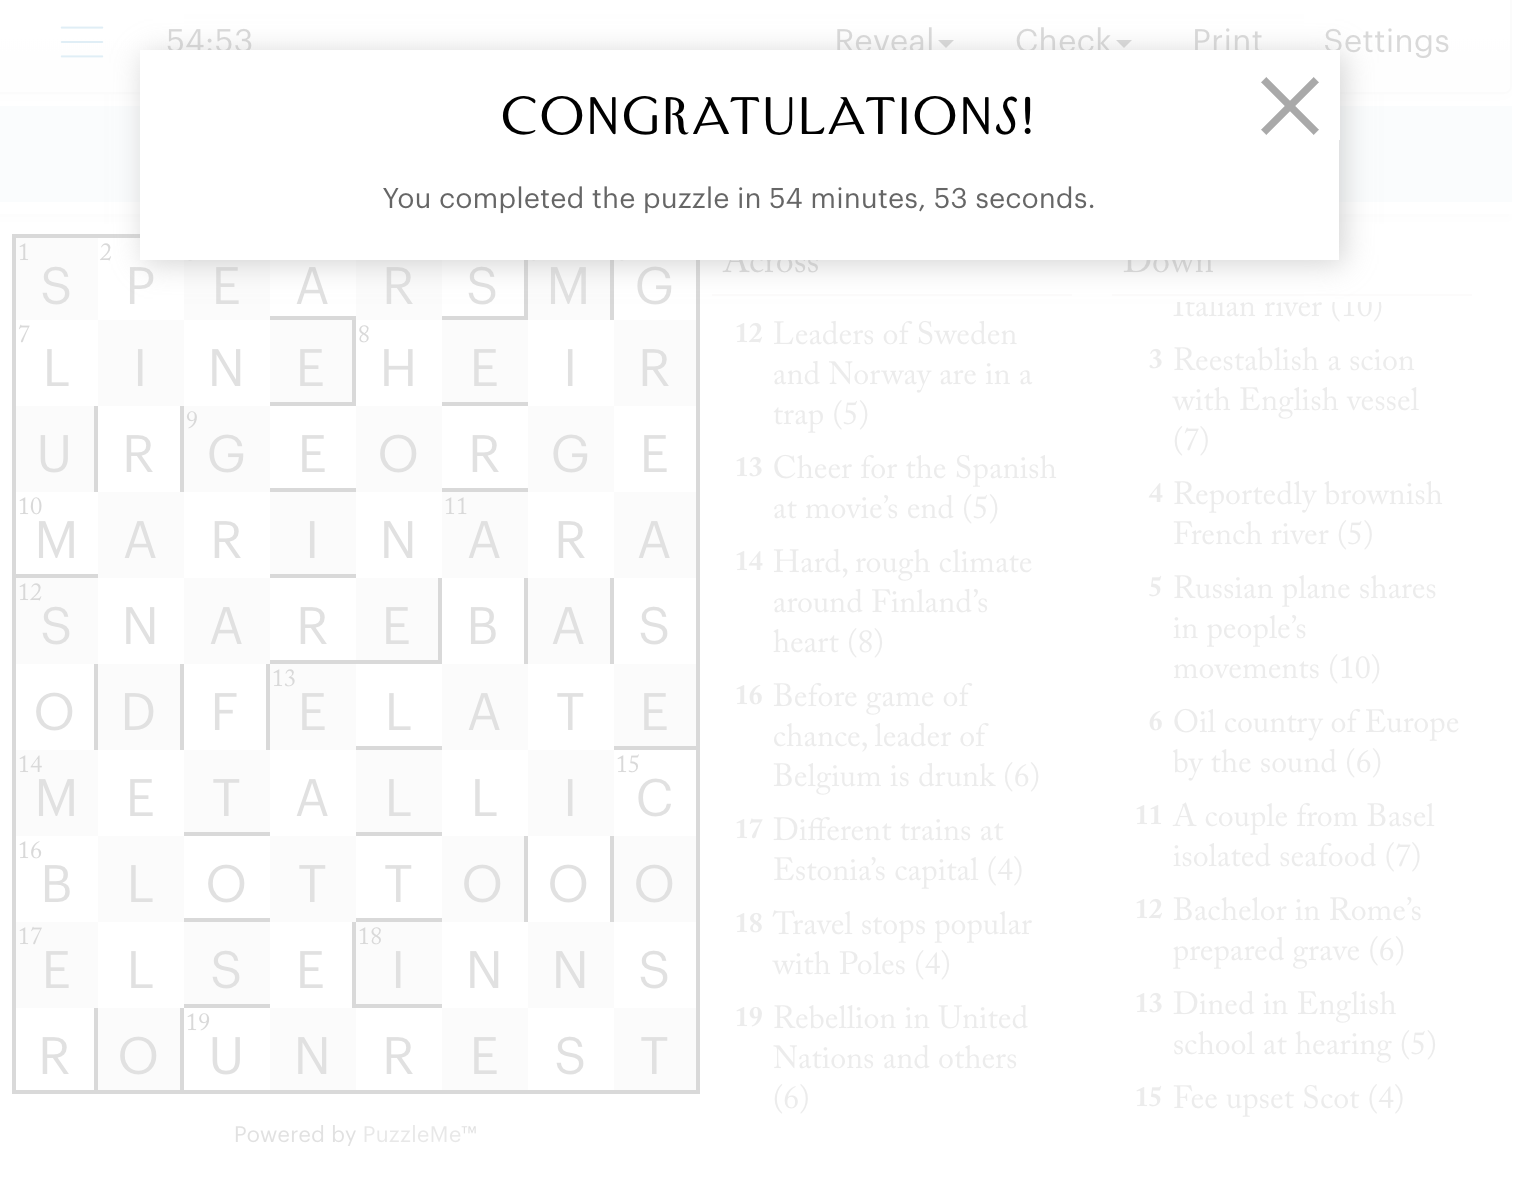 54:53
Reveal Check Print Settings
CONGRATULATIONS!
You completed the puzzle in 54 minutes, 53 seconds.
1 S 2 P E A R S M G
7 L I N E 8 H E I R
U R 9 G E O R G E
10 M A R I N 11 A R A
12 S N A R E B A S
O D F 13 E L A T E
14 M E T A L L I 15 C
16 B L O T T O O O
17 E L S E 18 I N N S
R O 19 U N R E S T
Powered by PuzzleMe™
Across
12 Leaders of Sweden
and Norway are in a
trap (5)
13 Cheer for the Spanish
at movie’s end (5)
14 Hard, rough climate
around Finland’s
heart (8)
16 Before game of
chance, leader of
Belgium is drunk (6)
17 Different trains at
Estonia’s capital (4)
18 Travel stops popular
with Poles (4)
19 Rebellion in United
Nations and others
(6)
Down
Italian river (10)
3 Reestablish a scion
with English vessel
(7)
4 Reportedly brownish
French river (5)
5 Russian plane shares
in people’s
movements (10)
6 Oil country of Europe
by the sound (6)
11 A couple from Basel
isolated seafood (7)
12 Bachelor in Rome’s
prepared grave (6)
13 Dined in English
school at hearing (5)
15 Fee upset Scot (4)